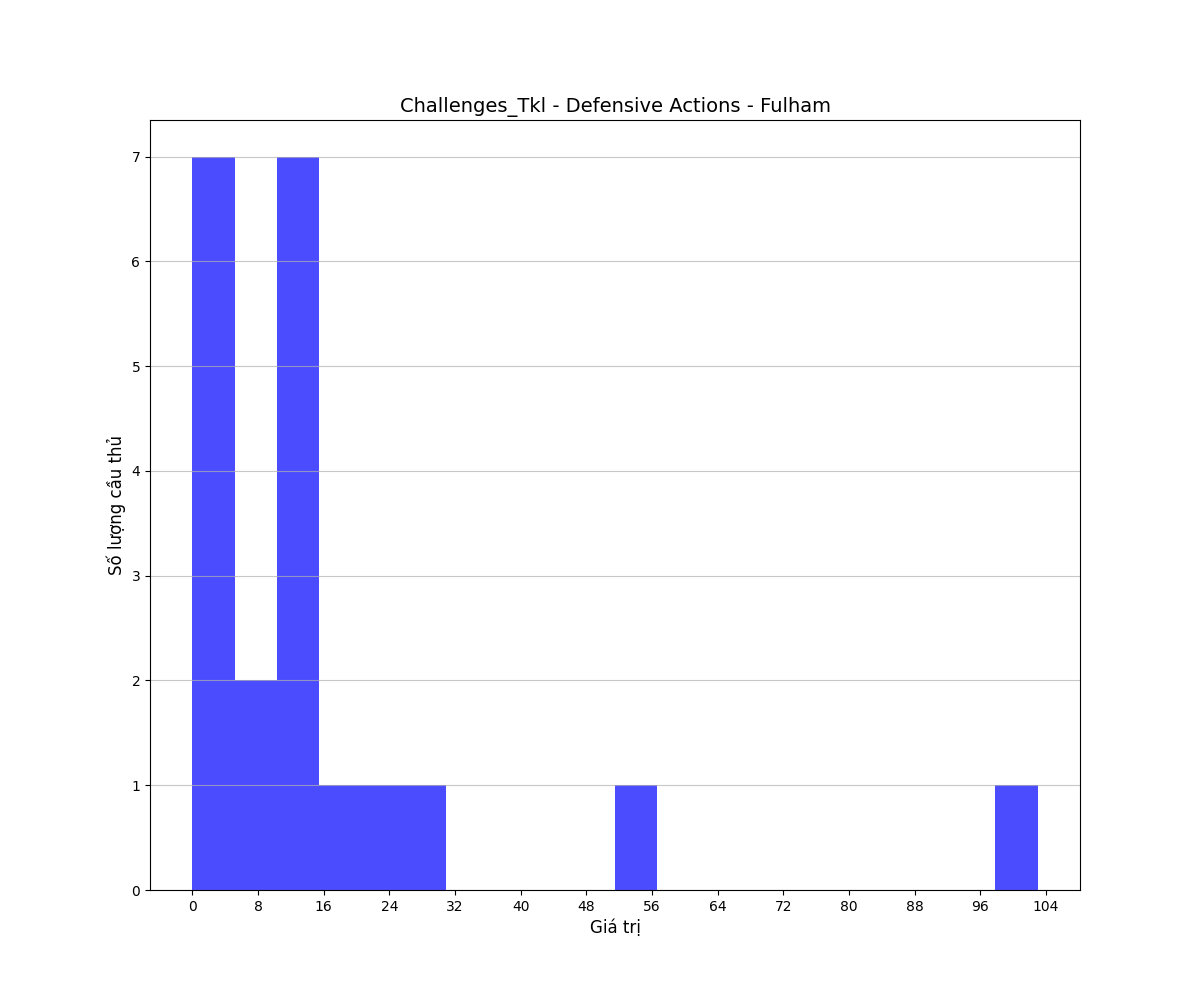 Challenges_Tkl - Defensive Actions - Fulham
7
6
5
4
3
2
1
0
Số lượng cầu thủ
0 8 16 24 32 40 48 56 64 72 80 88 96 104
Giá trị